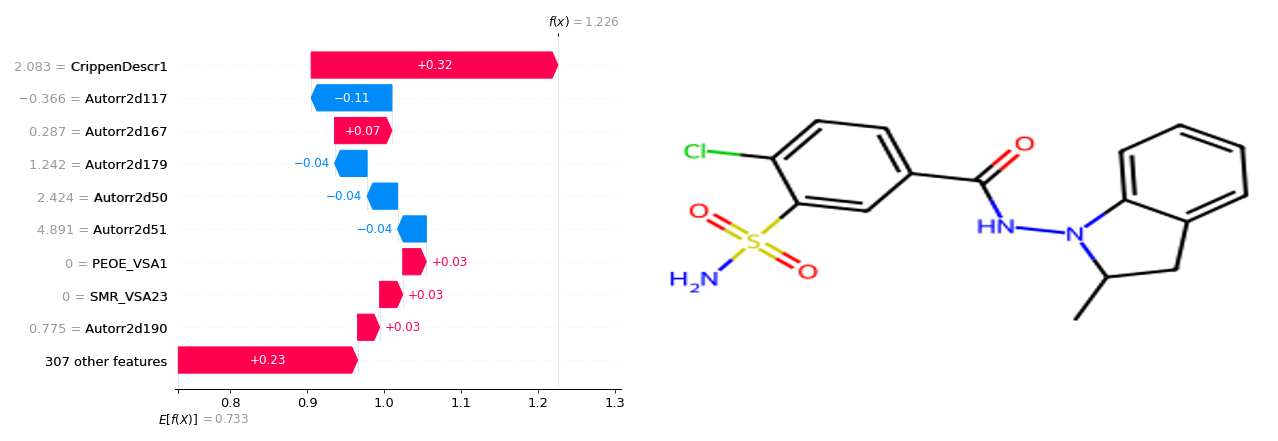 f(x) = 1.226
2.083 = CrippenDescr1 +0.32
−0.366 = Autorr2d117 −0.11
0.287 = Autorr2d167 +0.07
1.242 = Autorr2d179 −0.04
2.424 = Autorr2d50 −0.04
4.891 = Autorr2d51 −0.04
0 = PEOE_VSA1 +0.03
0 = SMR_VSA23 +0.03
0.775 = Autorr2d190 +0.03
307 other features +0.23
0.8 0.9 1.0 1.1 1.2 1.3
E[f(X)] = 0.733
Cl
O
HN
N
O
S
O
H₂N